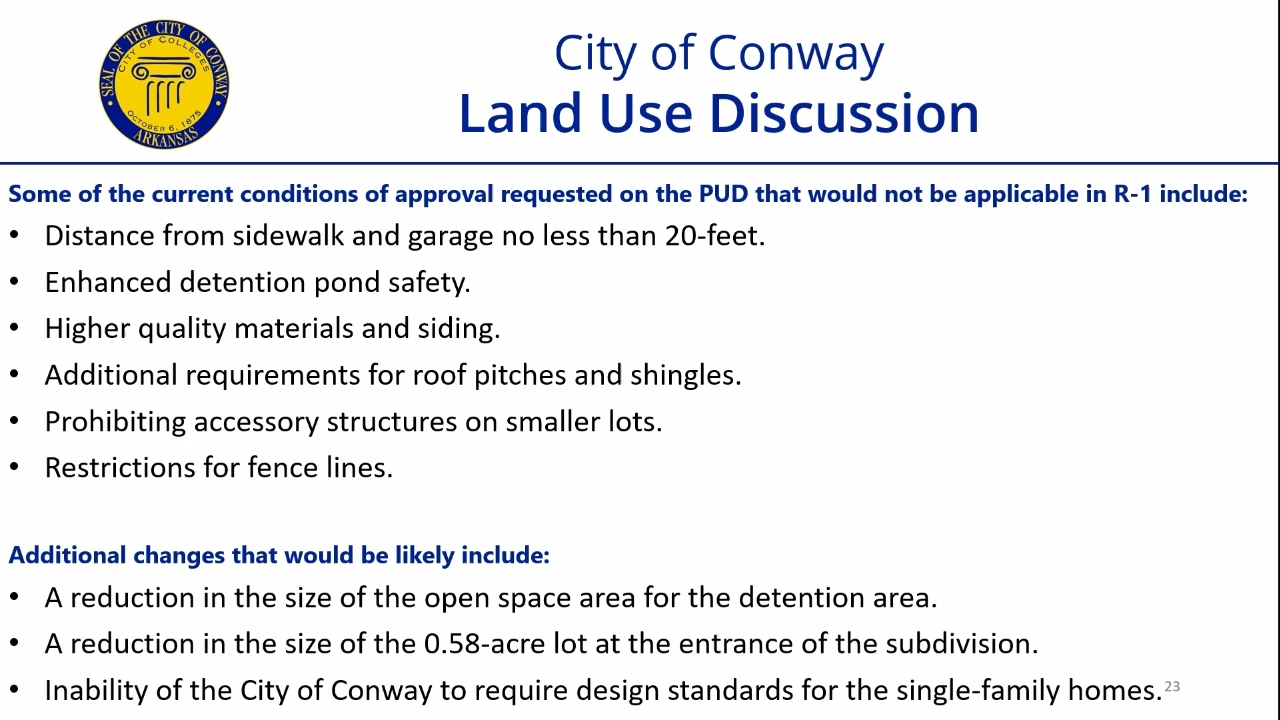 SEAL OF THE CITY OF CONWAY
CITY OF COLLEGES
OCTOBER 6, 1875
ARKANSAS
City of Conway
Land Use Discussion
Some of the current conditions of approval requested on the PUD that would not be applicable in R-1 include:
• Distance from sidewalk and garage no less than 20-feet.
• Enhanced detention pond safety.
• Higher quality materials and siding.
• Additional requirements for roof pitches and shingles.
• Prohibiting accessory structures on smaller lots.
• Restrictions for fence lines.
Additional changes that would be likely include:
• A reduction in the size of the open space area for the detention area.
• A reduction in the size of the 0.58-acre lot at the entrance of the subdivision.
• Inability of the City of Conway to require design standards for the single-family homes.
23